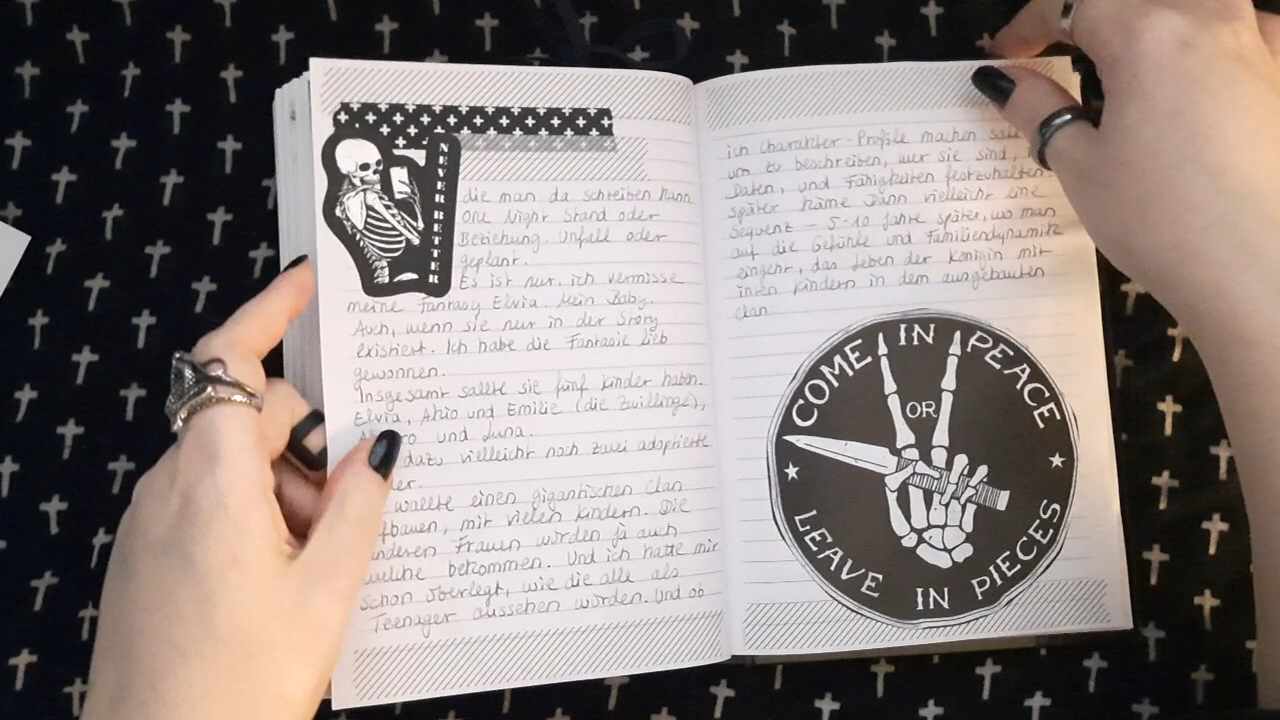 NEVER BETTER
die man da schreiben kann.
One Night Stand oder
Beziehung. Unfall oder
geplant.
Es ist nur, ich vermisse
meine Fantasy Elvia. Mein Baby.
Auch, wenn sie nur in der Story
existiert. Ich habe die Fantasie lieb
gewonnen.
Insgesamt sollte sie fünf Kinder haben.
Elvia, Ahio und Emilie (die Zwillinge),
und Luna.
dazu vielleicht noch zwei adoptierte
der.
wollte einen gigantischen Clan
fbauen, mit vielen Kindern. Die
anderen Frauen würden ja auch
welche bekommen. Und ich hatte mir
schon überlegt, wie die alle als
Teenager aussehen würden. Und ob
ich Charakter-Profile machen soll
um zu beschreiben, wer sie sind,
Daten, und Fähigkeiten festzuhalten.
später käme dann vielleicht eine
Sequenz - 5-10 Jahre später, wo man
auf die Gefühle und Familiendynamik
eingeht, das Leben der Königin mit
ihren Kindern in dem ausgebauten
Clan.
COME IN PEACE
OR
LEAVE IN PIECES